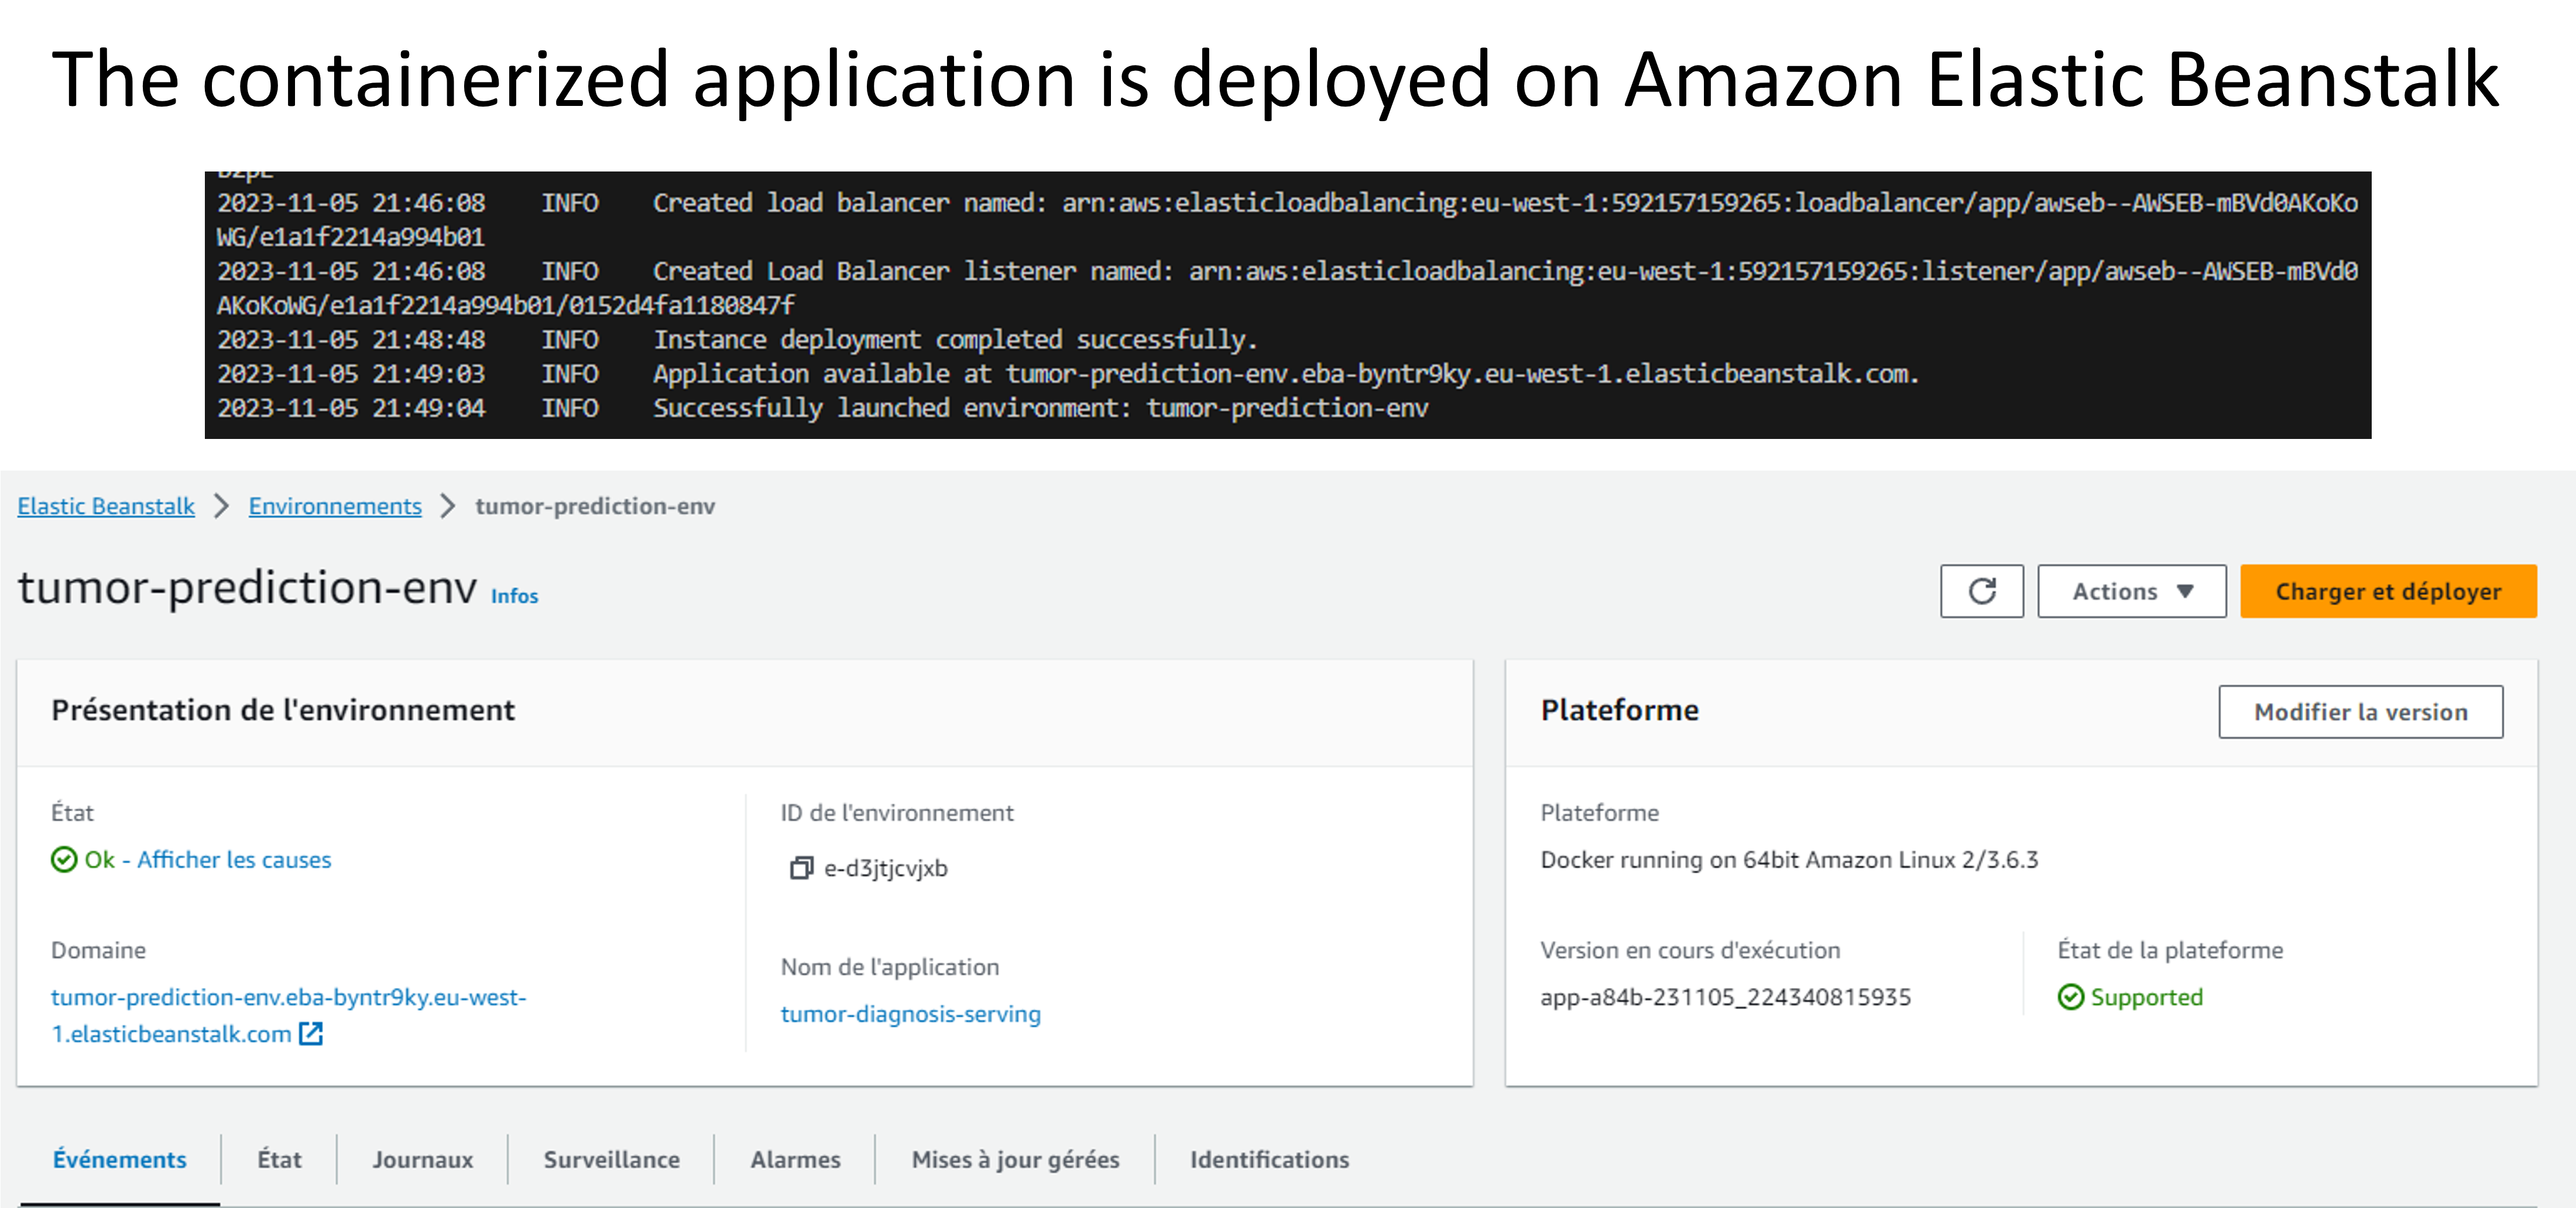 The containerized application is deployed on Amazon Elastic Beanstalk
2023-11-05 21:46:08 INFO Created load balancer named: arn:aws:elasticloadbalancing:eu-west-1:592157159265:loadbalancer/app/awseb--AWSEB-mBVd0AKoKo
WG/e1a1f2214a994b01
2023-11-05 21:46:08 INFO Created Load Balancer listener named: arn:aws:elasticloadbalancing:eu-west-1:592157159265:listener/app/awseb--AWSEB-mBVd0
AKoKoWG/e1a1f2214a994b01/0152d4fa1180847f
2023-11-05 21:48:48 INFO Instance deployment completed successfully.
2023-11-05 21:49:03 INFO Application available at tumor-prediction-env.eba-byntr9ky.eu-west-1.elasticbeanstalk.com.
2023-11-05 21:49:04 INFO Successfully launched environment: tumor-prediction-env
Elastic Beanstalk > Environnements > tumor-prediction-env
tumor-prediction-env Infos
Actions
Charger et déployer
Présentation de l'environnement
État
Ok - Afficher les causes
Domaine
tumor-prediction-env.eba-byntr9ky.eu-west-
1.elasticbeanstalk.com
ID de l'environnement
e-d3jtjcvjxb
Nom de l'application
tumor-diagnosis-serving
Plateforme
Modifier la version
Plateforme
Docker running on 64bit Amazon Linux 2/3.6.3
Version en cours d'exécution
app-a84b-231105_224340815935
État de la plateforme
Supported
Événements
État
Journaux
Surveillance
Alarmes
Mises à jour gérées
Identifications